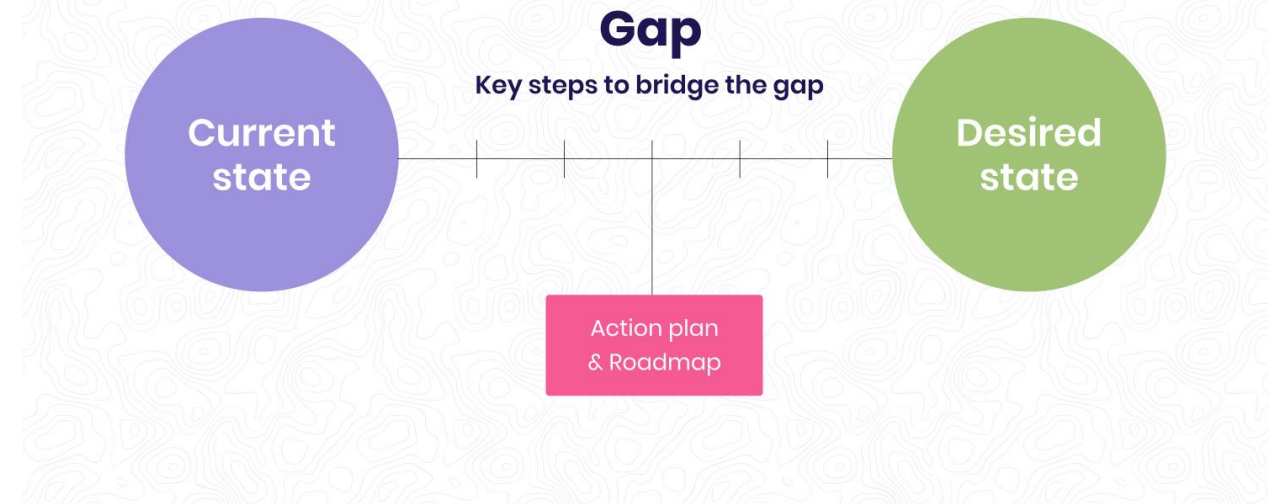 Gap
Key steps to bridge the gap
Current
state
Desired
state
Action plan
& Roadmap